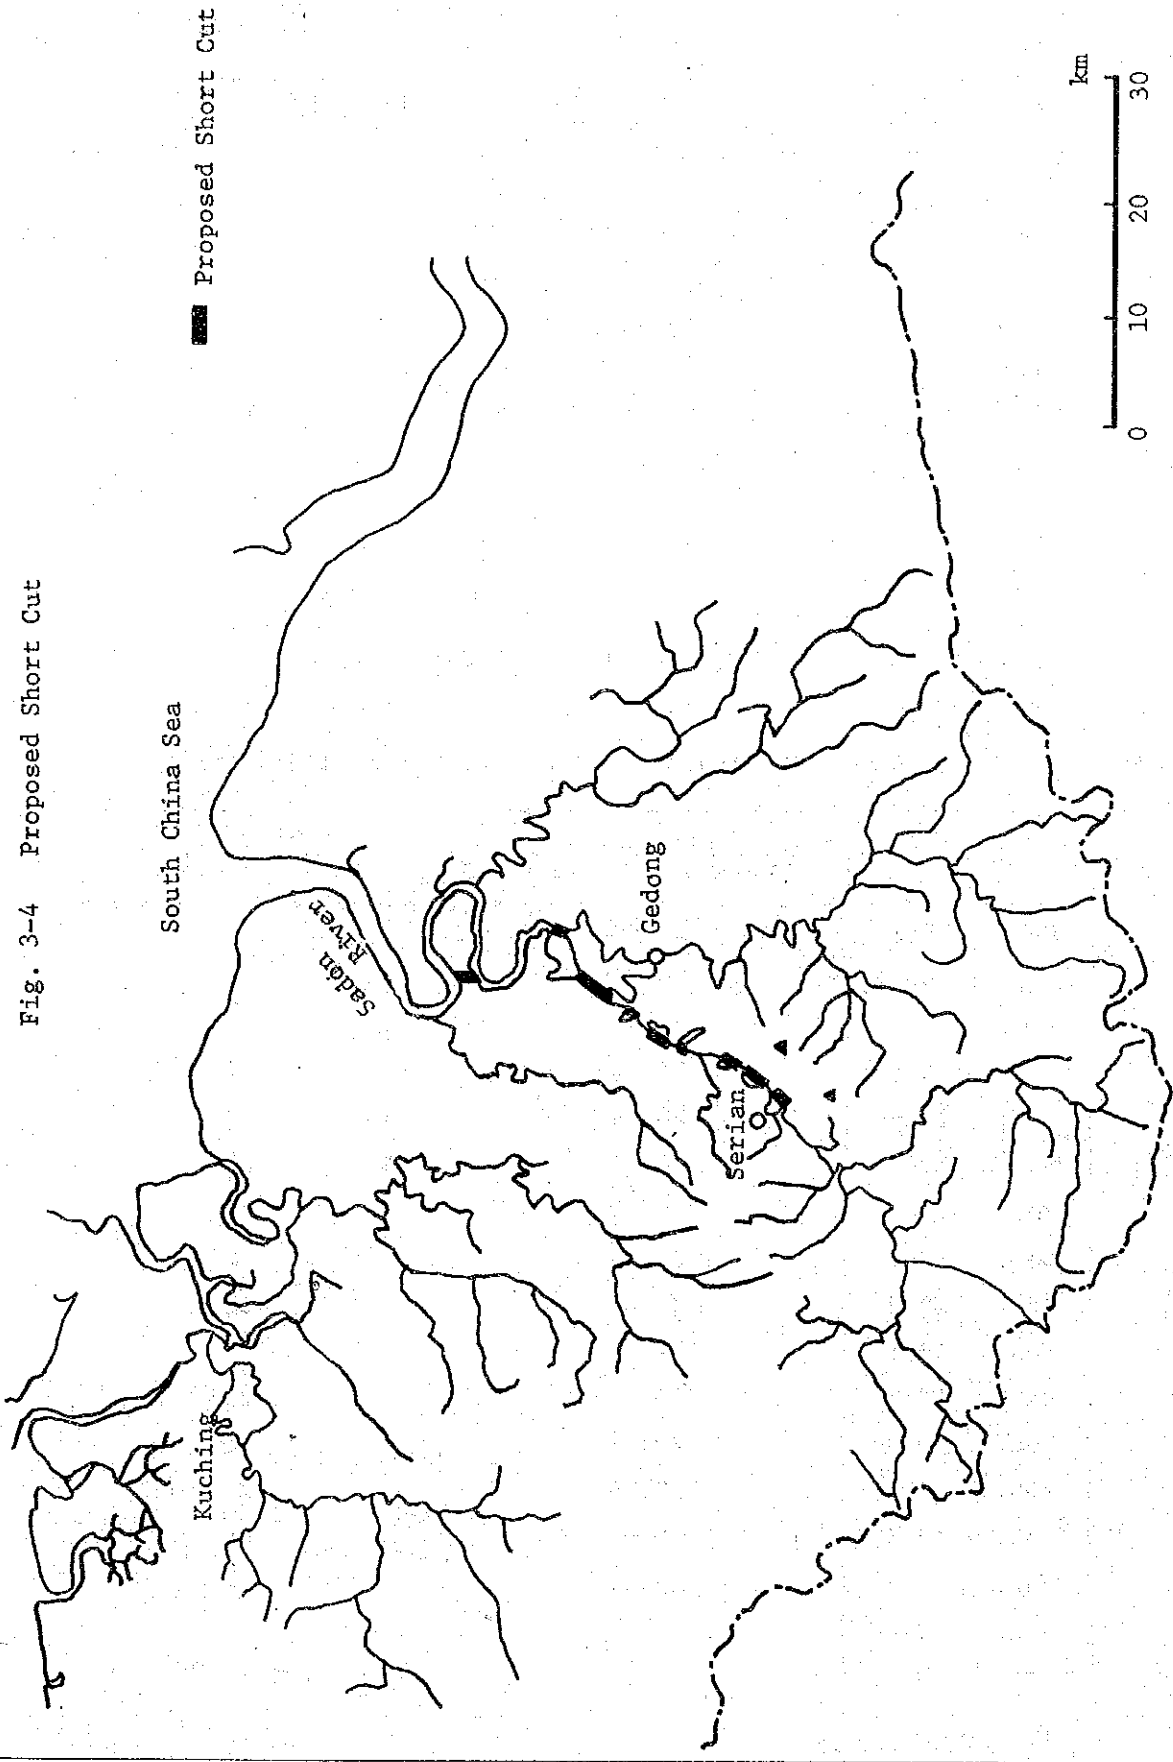 Fig. 3-4 Proposed Short Cut
South China Sea
Proposed Short Cut
Sadon
River
Kuching
Gedong
Serian
km
0 10 20 30